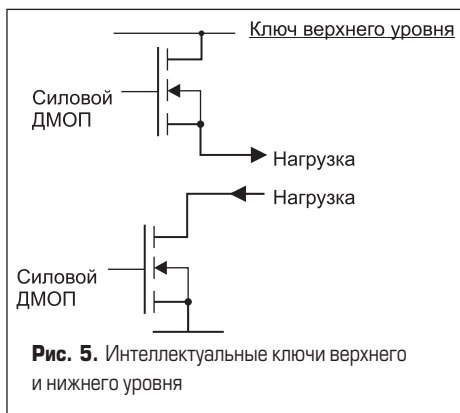 Ключ верхнего уровня
Силовой
ДМОП
Нагрузка
Нагрузка
Силовой
ДМОП
Рис. 5. Интеллектуальные ключи верхнего
и нижнего уровня